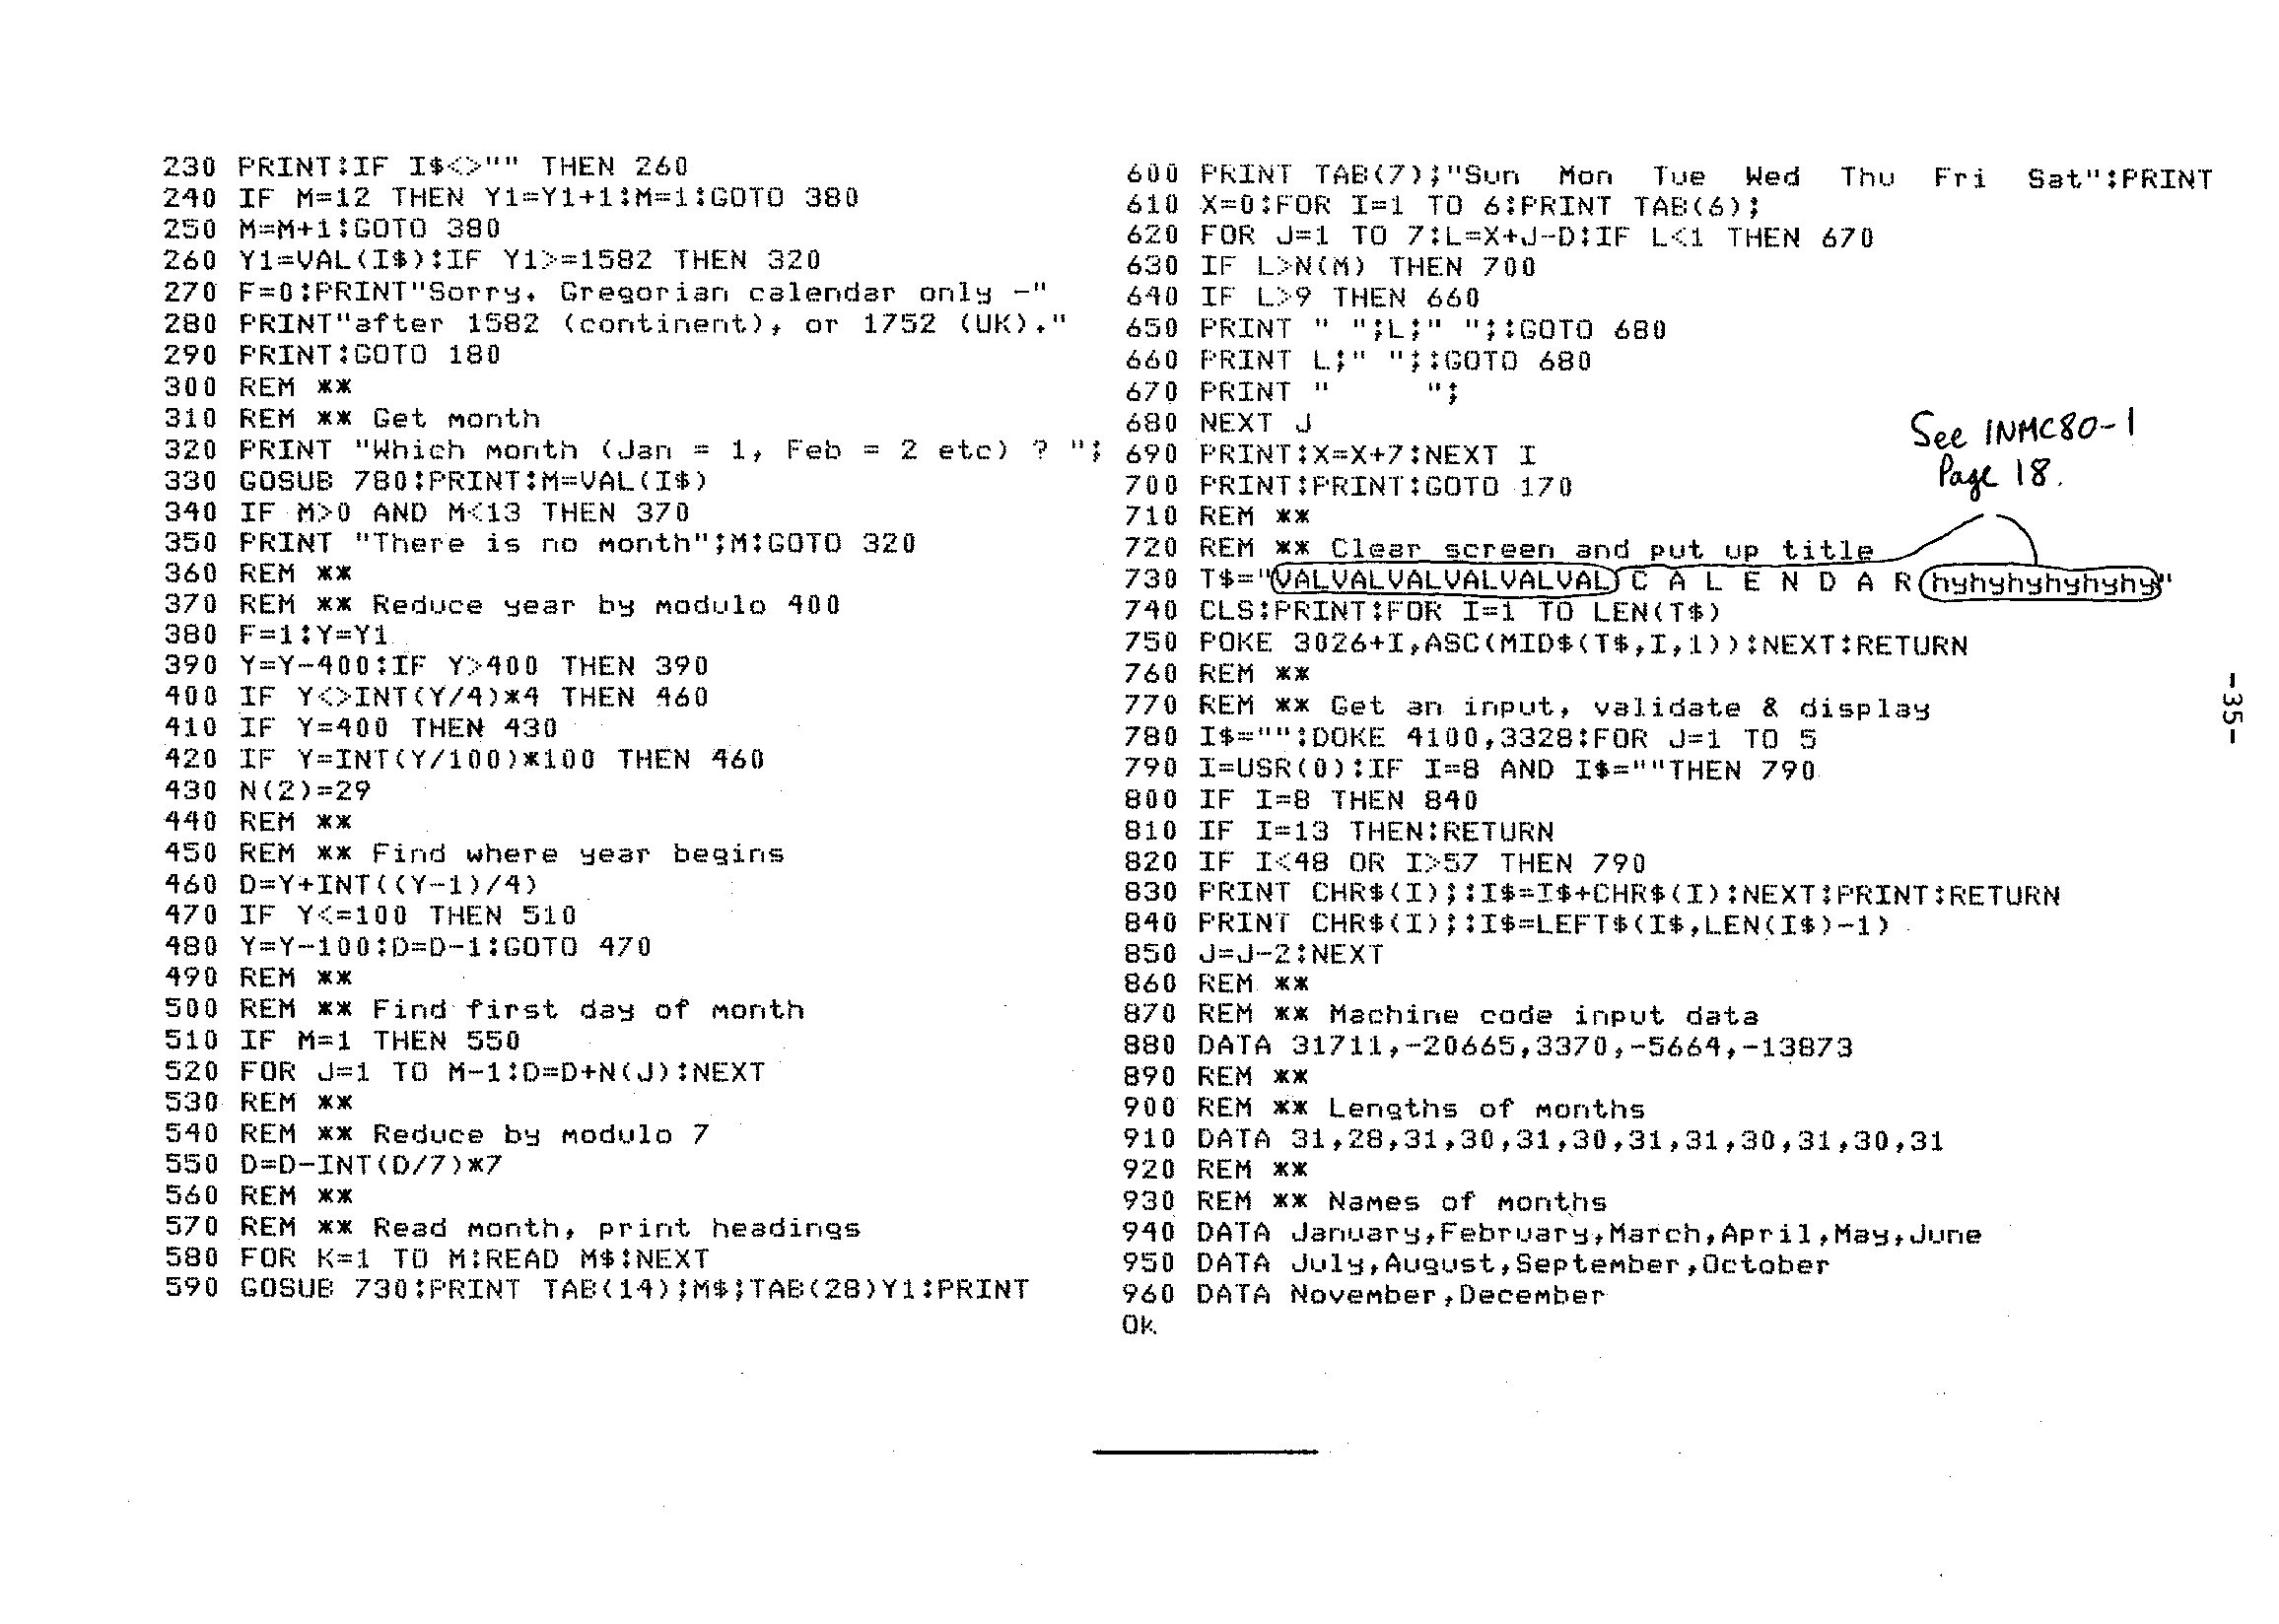 230 PRINT:IF I$<>"" THEN 260
240 IF M=12 THEN Y1=Y1+1:M=1:GOTO 380
250 M=M+1:GOTO 380
260 Y1=VAL(I$):IF Y1>=1582 THEN 320
270 F=0:PRINT"Sorry. Gregorian calendar only -"
280 PRINT"after 1582 (continent), or 1752 (UK)."
290 PRINT:GOTO 180
300 REM **
310 REM ** Get month
320 PRINT "Which month (Jan = 1, Feb = 2 etc) ? ";
330 GOSUB 780:PRINT:M=VAL(I$)
340 IF M>0 AND M<13 THEN 370
350 PRINT "There is no month";M:GOTO 320
360 REM **
370 REM ** Reduce year by modulo 400
380 F=1:Y=Y1
390 Y=Y-400:IF Y>400 THEN 390
400 IF Y<>INT(Y/4)*4 THEN 460
410 IF Y=400 THEN 430
420 IF Y=INT(Y/100)*100 THEN 460
430 N(2)=29
440 REM **
450 REM ** Find where year begins
460 D=Y+INT((Y-1)/4)
470 IF Y<=100 THEN 510
480 Y=Y-100:D=D-1:GOTO 470
490 REM **
500 REM ** Find first day of month
510 IF M=1 THEN 550
520 FOR J=1 TO M-1:D=D+N(J):NEXT
530 REM **
540 REM ** Reduce by modulo 7
550 D=D-INT(D/7)*7
560 REM **
570 REM ** Read month, print headings
580 FOR K=1 TO M:READ M$:NEXT
590 GOSUB 730:PRINT TAB(14);M$;TAB(28)Y1:PRINT
600 PRINT TAB(7);"Sun  Mon  Tue  Wed  Thu  Fri  Sat":PRINT
610 X=0:FOR I=1 TO 6:PRINT TAB(6);
620 FOR J=1 TO 7:L=X+J-D:IF L<1 THEN 670
630 IF L>N(M) THEN 700
640 IF L>9 THEN 660
650 PRINT " ";L;" ";:GOTO 680
660 PRINT L;" ";:GOTO 680
670 PRINT "     ";
680 NEXT J
690 PRINT:X=X+7:NEXT I
700 PRINT:PRINT:GOTO 170
710 REM **
See INMC80-1
Page 18.
720 REM ** Clear screen and put up title
730 T$="VALVALVALVALVALVAL C A L E N D A R hyhyhyhyhyhy"
740 CLS:PRINT:FOR I=1 TO LEN(T$)
750 POKE 3026+I,ASC(MID$(T$,I,1)):NEXT:RETURN
760 REM **
770 REM ** Get an input, validate & display
780 I$="":DOKE 4100,3328:FOR J=1 TO 5
790 I=USR(0):IF I=8 AND I$=""THEN 790
800 IF I=8 THEN 840
810 IF I=13 THEN:RETURN
820 IF I<48 OR I>57 THEN 790
830 PRINT CHR$(I);:I$=I$+CHR$(I):NEXT:PRINT:RETURN
840 PRINT CHR$(I);:I$=LEFT$(I$,LEN(I$)-1)
850 J=J-2:NEXT
860 REM **
870 REM ** Machine code input data
880 DATA 31711,-20665,3370,-5664,-13873
890 REM **
900 REM ** Lengths of months
910 DATA 31,28,31,30,31,30,31,31,30,31,30,31
920 REM **
930 REM ** Names of months
940 DATA January,February,March,April,May,June
950 DATA July,August,September,October
960 DATA November,December
Ok
-35-